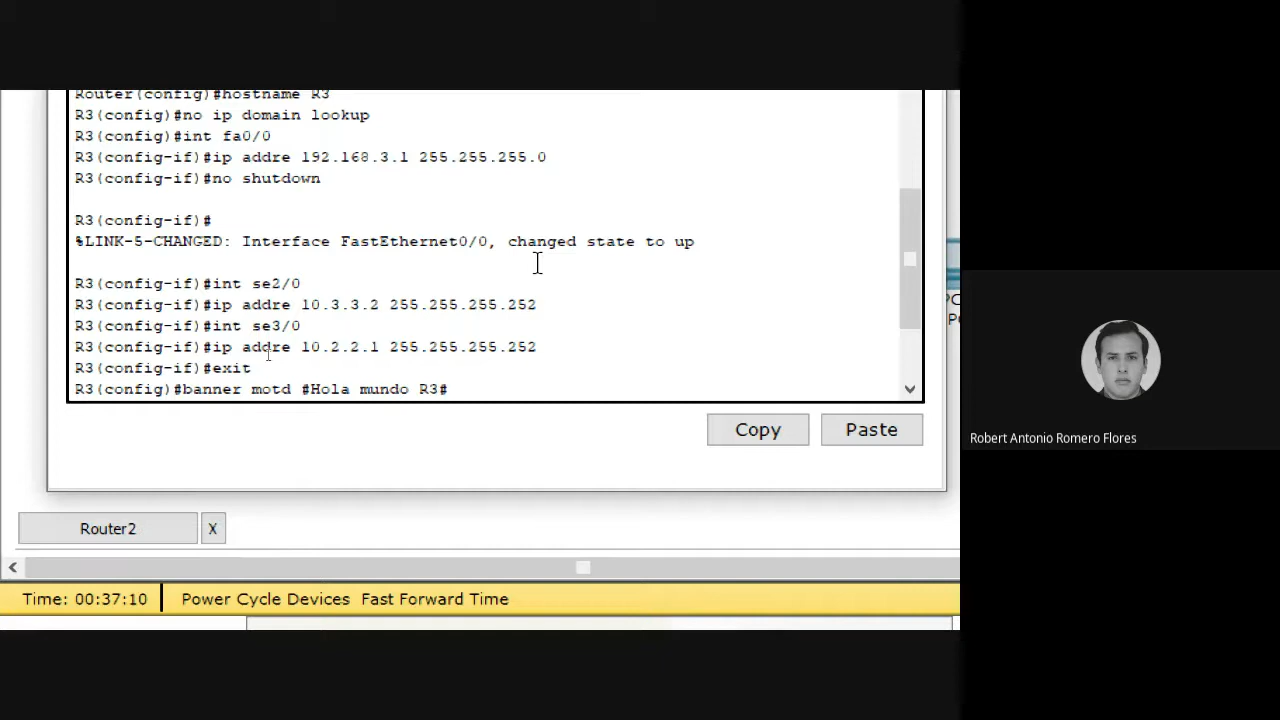 Router(config)#hostname R3
R3(config)#no ip domain lookup
R3(config)#int fa0/0
R3(config-if)#ip addre 192.168.3.1 255.255.255.0
R3(config-if)#no shutdown
R3(config-if)#
%LINK-5-CHANGED: Interface FastEthernet0/0, changed state to up
R3(config-if)#int se2/0
R3(config-if)#ip addre 10.3.3.2 255.255.255.252
R3(config-if)#int se3/0
R3(config-if)#ip addre 10.2.2.1 255.255.255.252
R3(config-if)#exit
R3(config)#banner motd #Hola mundo R3#
Copy
Paste
Robert Antonio Romero Flores
Router2
X
Time: 00:37:10
Power Cycle Devices Fast Forward Time